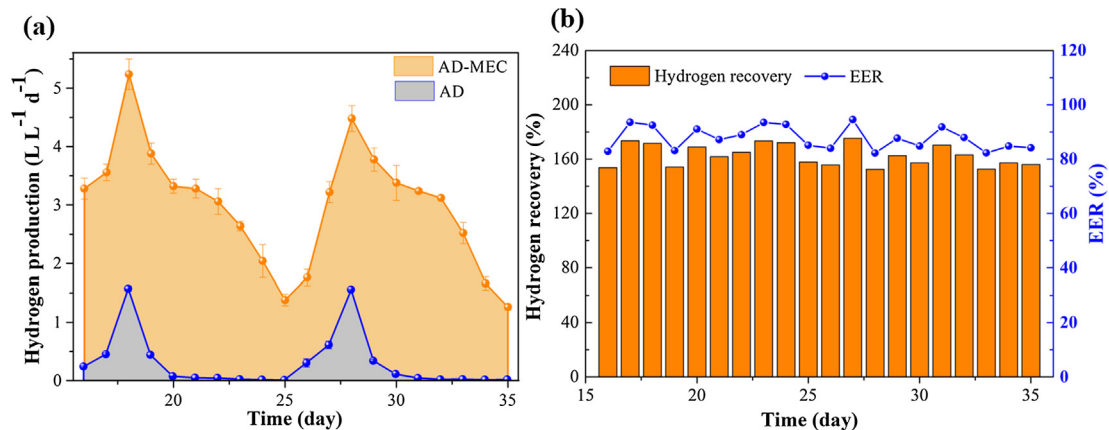 (a)
Hydrogen production (L L⁻¹ d⁻¹)
5
4
3
2
1
0
AD-MEC
AD
20
25
30
35
Time (day)
(b)
Hydrogen recovery (%)
240
200
160
120
80
40
0
Hydrogen recovery
EER
120
100
80
60
40
20
0
EER (%)
15
20
25
30
35
Time (day)